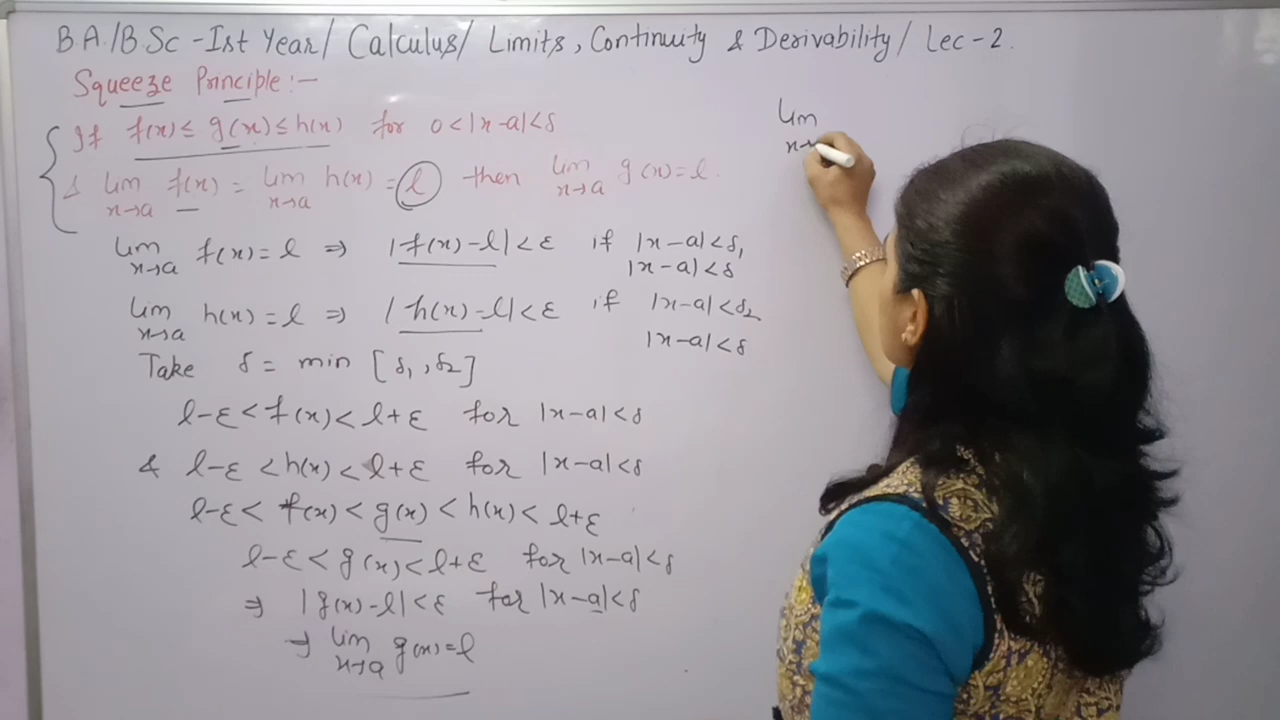 B.A./B.Sc - Ist Year/ Calculus/ Limits, Continuity & Derivability/ Lec-2.
Squeeze Principle:-
If f(x) ≤ g(x) ≤ h(x) for 0<|x-a|<δ
& lim x→a f(x) = lim x→a h(x) = l then lim x→a g(x) = l.
lim x→a f(x) = l ⇒ |f(x)-l|<ε if |x-a|<δ₁
|x-a|<δ
lim x→a h(x) = l ⇒ |h(x)-l|<ε if |x-a|<δ₂
|x-a|<δ
Take δ = min [δ₁, δ₂]
l-ε < f(x) < l+ε for |x-a|<δ
& l-ε < h(x) < l+ε for |x-a|<δ
l-ε < f(x) < g(x) < h(x) < l+ε
l-ε < g(x) < l+ε for |x-a|<δ
⇒ |g(x)-l|<ε for |x-a|<δ
→ lim x→a g(x) = l
lim x→